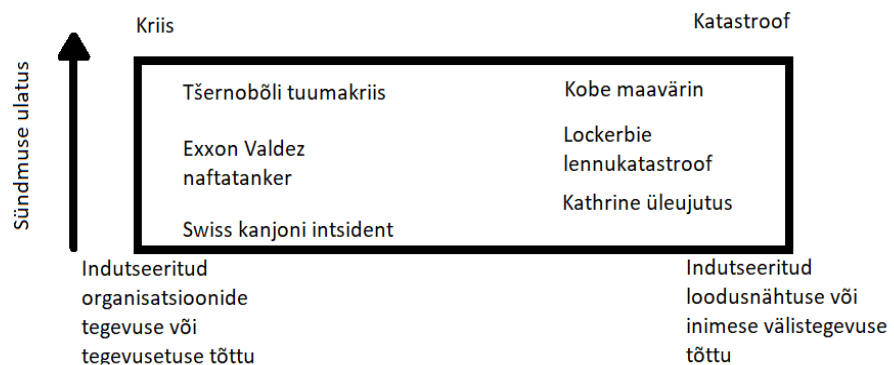 Kriis
Katastroof
Sündmuse ulatus
Tšernobõli tuumakriis
Kobe maavärin
Exxon Valdez
naftatanker
Lockerbie
lennukatastroof
Kathrine üleujutus
Swiss kanjoni intsident
Indutseeritud
organisatsioonide
tegevuse või
tegevusetuse tõttu
Indutseeritud
loodusnähtuse või
inimese välistegevuse
tõttu